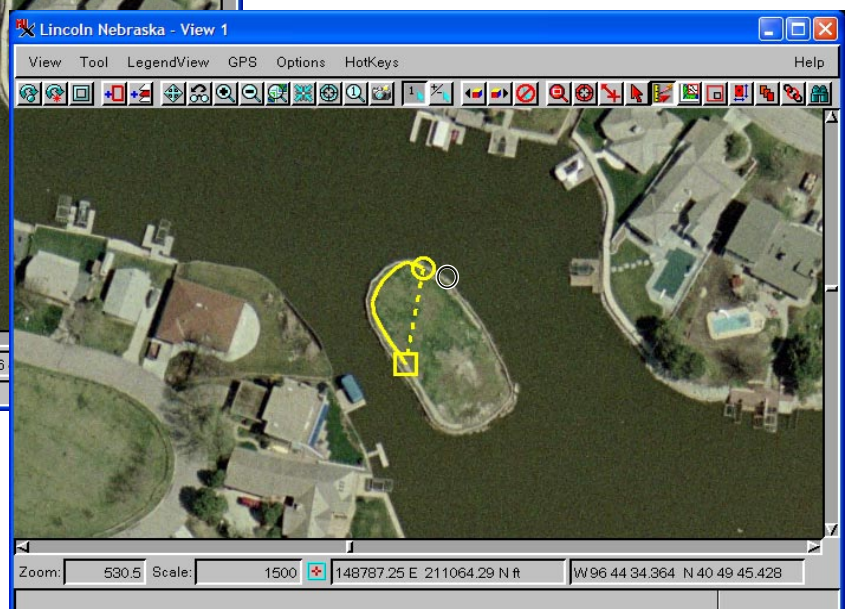 Lincoln Nebraska - View 1
View Tool LegendView GPS Options HotKeys Help
Zoom: 530.5 Scale: 1500 148787.25 E 211064.29 N ft W 96 44 34.364 N 40 49 45.428